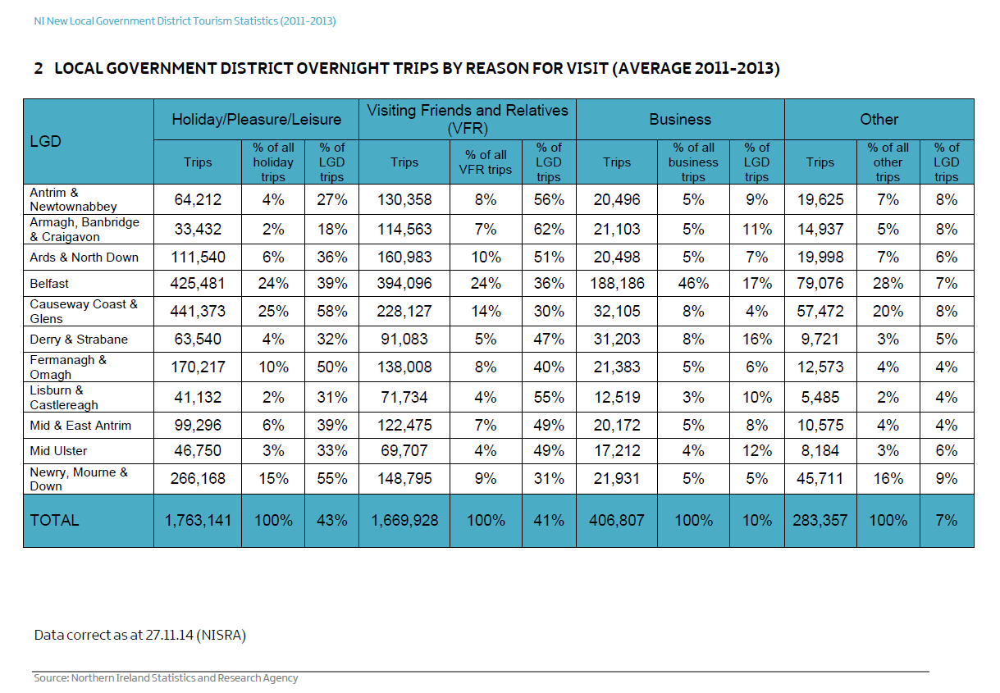 NI New Local Government District Tourism Statistics (2011-2013)
2 LOCAL GOVERNMENT DISTRICT OVERNIGHT TRIPS BY REASON FOR VISIT (AVERAGE 2011-2013)
LGD Holiday/Pleasure/Leisure Visiting Friends and Relatives (VFR) Business Other
Trips % of all holiday trips % of LGD trips Trips % of all VFR trips % of LGD trips Trips % of all business trips % of LGD trips Trips % of all other trips % of LGD trips
Antrim & Newtownabbey 64,212 4% 27% 130,358 8% 56% 20,496 5% 9% 19,625 7% 8%
Armagh, Banbridge & Craigavon 33,432 2% 18% 114,563 7% 62% 21,103 5% 11% 14,937 5% 8%
Ards & North Down 111,540 6% 36% 160,983 10% 51% 20,498 5% 7% 19,998 7% 6%
Belfast 425,481 24% 39% 394,096 24% 36% 188,186 46% 17% 79,076 28% 7%
Causeway Coast & Glens 441,373 25% 58% 228,127 14% 30% 32,105 8% 4% 57,472 20% 8%
Derry & Strabane 63,540 4% 32% 91,083 5% 47% 31,203 8% 16% 9,721 3% 5%
Fermanagh & Omagh 170,217 10% 50% 138,008 8% 40% 21,383 5% 6% 12,573 4% 4%
Lisburn & Castlereagh 41,132 2% 31% 71,734 4% 55% 12,519 3% 10% 5,485 2% 4%
Mid & East Antrim 99,296 6% 39% 122,475 7% 49% 20,172 5% 8% 10,575 4% 4%
Mid Ulster 46,750 3% 33% 69,707 4% 49% 17,212 4% 12% 8,184 3% 6%
Newry, Mourne & Down 266,168 15% 55% 148,795 9% 31% 21,931 5% 5% 45,711 16% 9%
TOTAL 1,763,141 100% 43% 1,669,928 100% 41% 406,807 100% 10% 283,357 100% 7%
Data correct as at 27.11.14 (NISRA)
Source: Northern Ireland Statistics and Research Agency